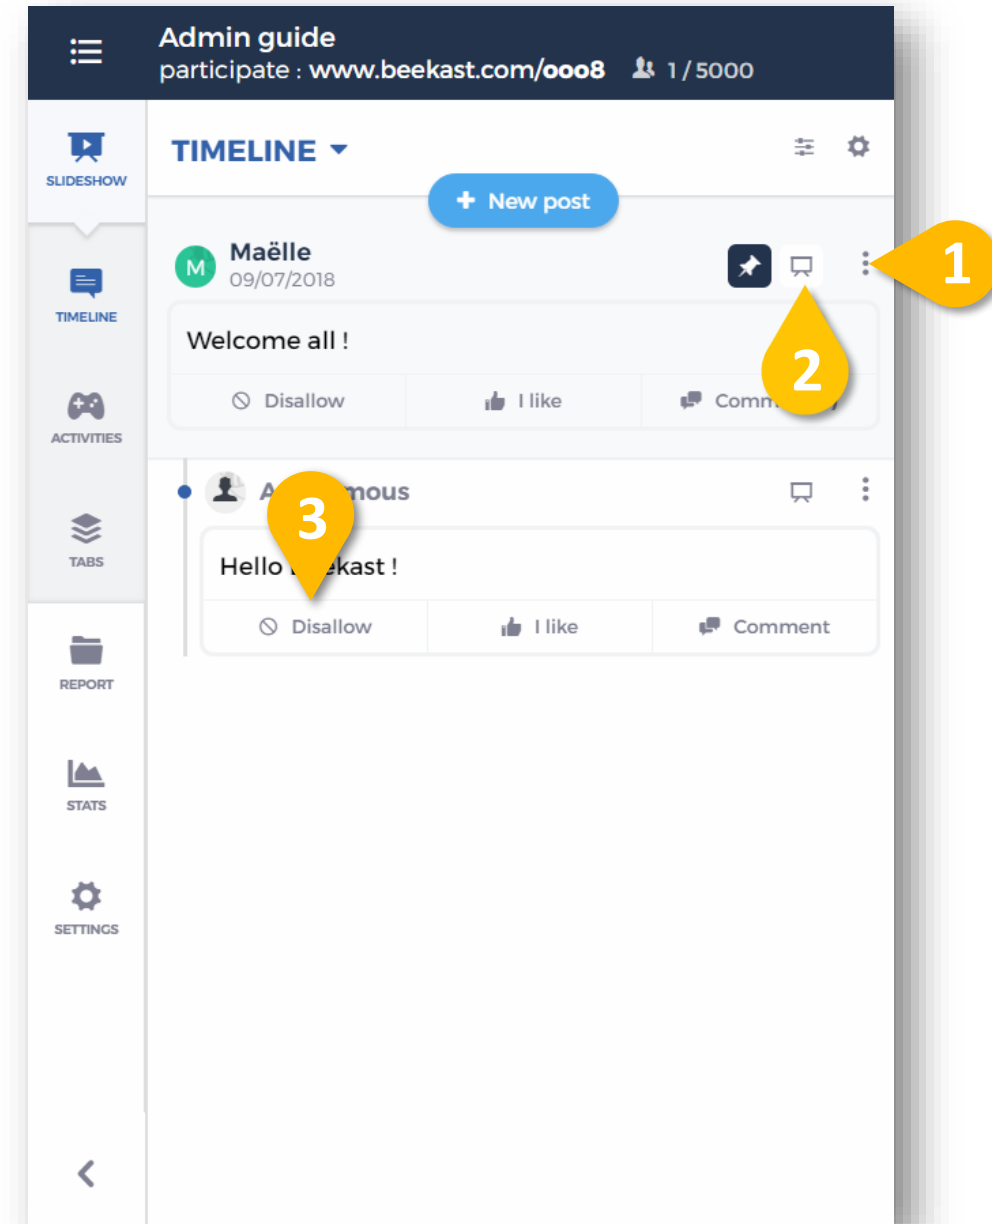 Admin guide
participate : www.beekast.com/ooo8 1 / 5000
SLIDESHOW
TIMELINE
+ New post
M Maëlle
09/07/2018
1
Welcome all !
2
Disallow I like
TIMELINE
ACTIVITIES
3
Hello !
Disallow I like Comment
TABS
REPORT
STATS
SETTINGS